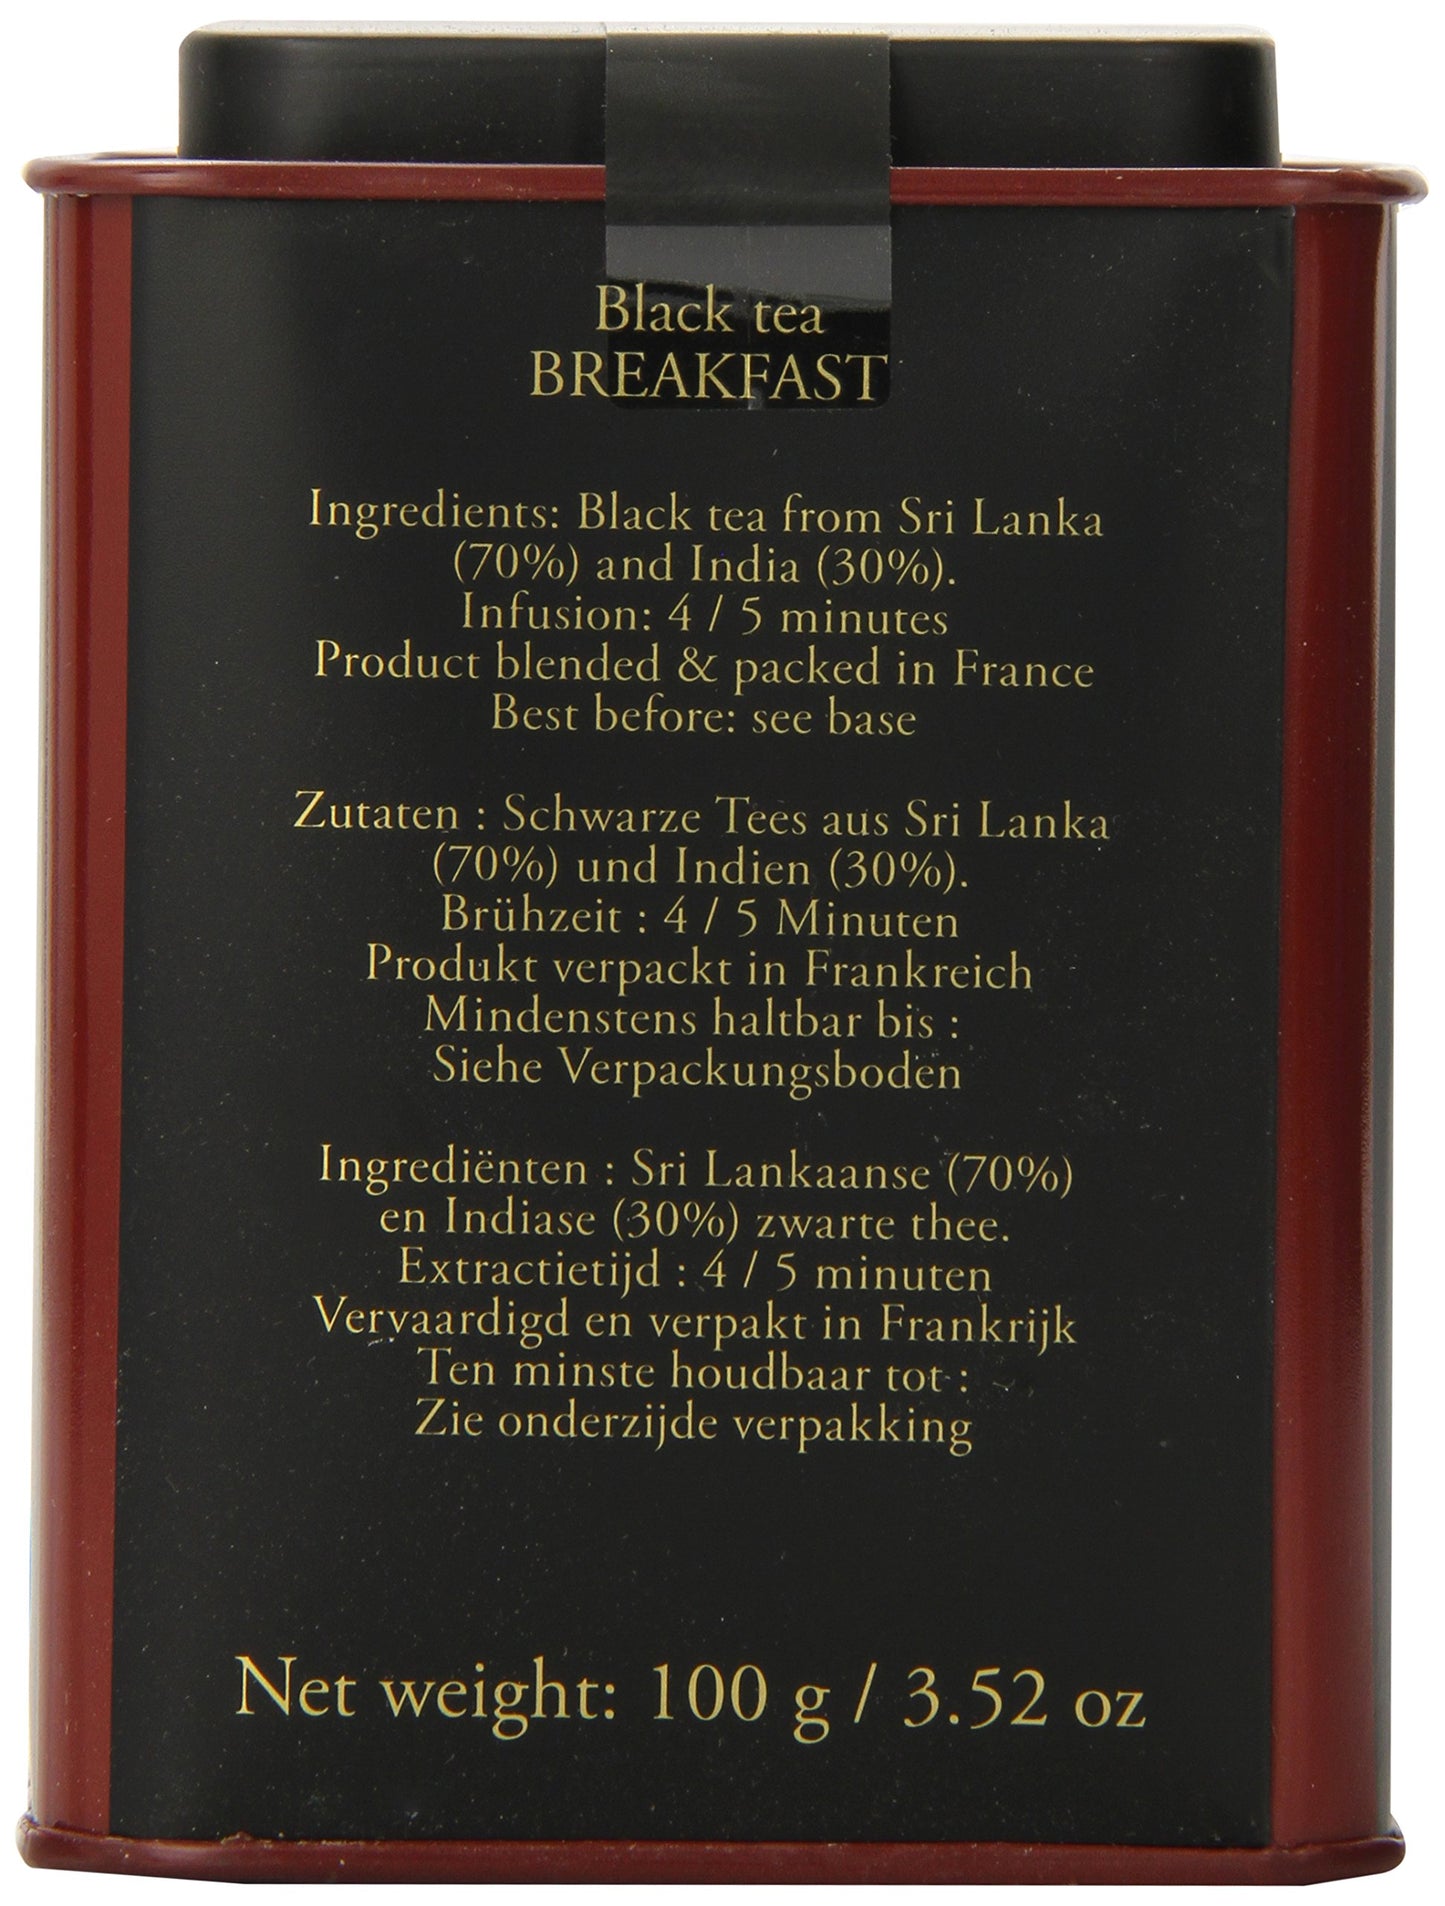 Black tea
BREAKFAST
Ingredients: Black tea from Sri Lanka
(70%) and India (30%).
Infusion: 4 / 5 minutes
Product blended & packed in France
Best before: see base
Zutaten : Schwarze Tees aus Sri Lanka
(70%) und Indien (30%).
Brühzeit : 4 / 5 Minuten
Produkt verpackt in Frankreich
Mindenstens haltbar bis :
Siehe Verpackungsboden
Ingrediënten : Sri Lankaanse (70%)
en Indiase (30%) zwarte thee.
Extractietijd : 4 / 5 minuten
Vervaardigd en verpakt in Frankrijk
Ten minste houdbaar tot :
Zie onderzijde verpakking
Net weight: 100 g / 3.52 oz